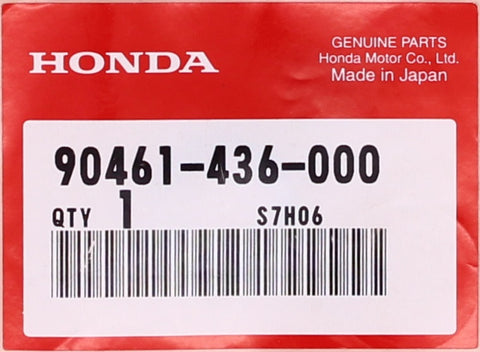 HONDA
GENUINE PARTS
Honda Motor Co., Ltd.
Made in Japan
90461-436-000
QTY 1 S7H06